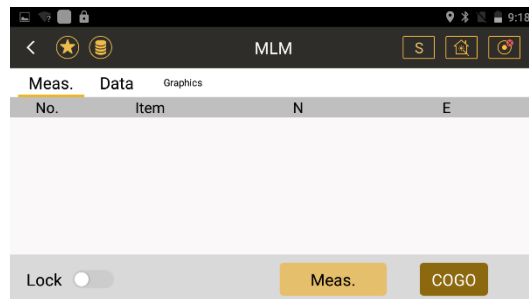 9:18
MLM
S
Meas. Data Graphics
No. Item N E
Lock Meas. COGO